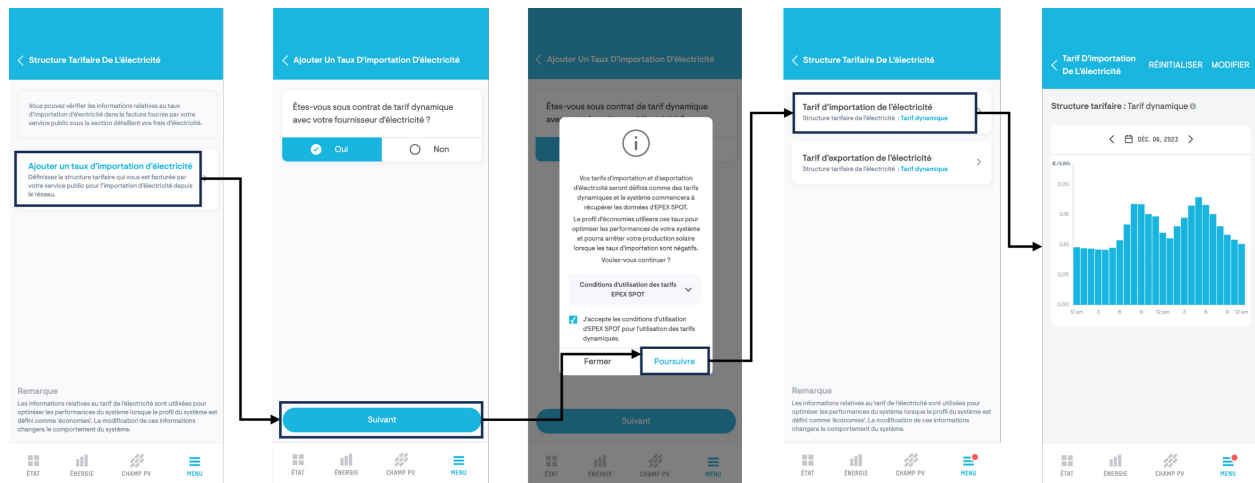 Structure Tarifaire De L'électricité
Vous pouvez vérifier les informations relatives au taux
d'importation d'électricité dans la facture fournie par votre
service public sous la section détaillant vos frais d'électricité.
Ajouter un taux d'importation d'électricité
Définissez la structure tarifaire qui vous est facturée par
votre service public pour l'importation d'électricité depuis
le réseau.
Remarque
Les informations relatives au tarif de l'électricité sont utilisées pour
optimiser les performances du système lorsque le profil du système est
défini comme 'économies'. La modification de ces informations
changera le comportement du système.
ÉTAT
ÉNERGIE
CHAMP PV
MENU
Ajouter Un Taux D'importation D'électricité
Êtes-vous sous contrat de tarif dynamique
avec votre fournisseur d'électricité ?
Oui
Non
Suivant
ÉTAT
ÉNERGIE
CHAMP PV
MENU
Ajouter Un Taux D'importation D'électricité
Êtes-vous sous contrat de tarif dynamique
Vos tarifs d'importation et d'exportation
d'électricité seront définis comme des tarifs
dynamiques et le système commencera à
récupérer les données d'EPEX SPOT.
Le profil d'économies utilisera ces taux pour
optimiser les performances de votre système
et pourra arrêter votre production solaire
lorsque les taux d'importation sont négatifs.
Voulez-vous continuer ?
Conditions d'utilisation des tarifs
EPEX SPOT
J'accepte les conditions d'utilisation
d'EPEX SPOT pour l'utilisation des tarifs
dynamiques.
Fermer
Poursuivre
Suivant
ÉTAT
ÉNERGIE
CHAMP PV
MENU
Structure Tarifaire De L'électricité
Tarif d'importation de l'électricité
Structure tarifaire de l'électricité : Tarif dynamique
Tarif d'exportation de l'électricité
Structure tarifaire de l'électricité : Tarif dynamique
Remarque
Les informations relatives au tarif de l'électricité sont utilisées pour
optimiser les performances du système lorsque le profil du système est
défini comme 'économies'. La modification de ces informations
changera le comportement du système.
ÉTAT
ÉNERGIE
CHAMP PV
MENU
Tarif D'importation
De L'électricité
RÉINITIALISER
MODIFIER
Structure tarifaire : Tarif dynamique
DÉC. 06, 2023
€/kWh
0.20
0.15
0.10
0.05
0.00
12 am 3 6 9 12 pm 3 6 9 12 am
ÉTAT
ÉNERGIE
CHAMP PV
MENU